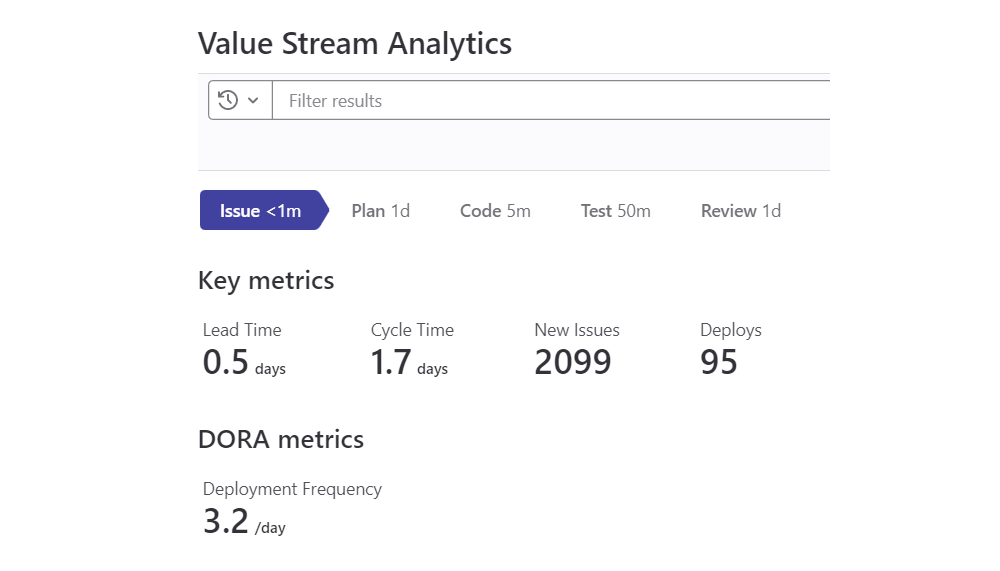 Value Stream Analytics
Filter results
Issue <1m Plan 1d Code 5m Test 50m Review 1d
Key metrics
Lead Time Cycle Time New Issues Deploys
0.5 days 1.7 days 2099 95
DORA metrics
Deployment Frequency
3.2 /day